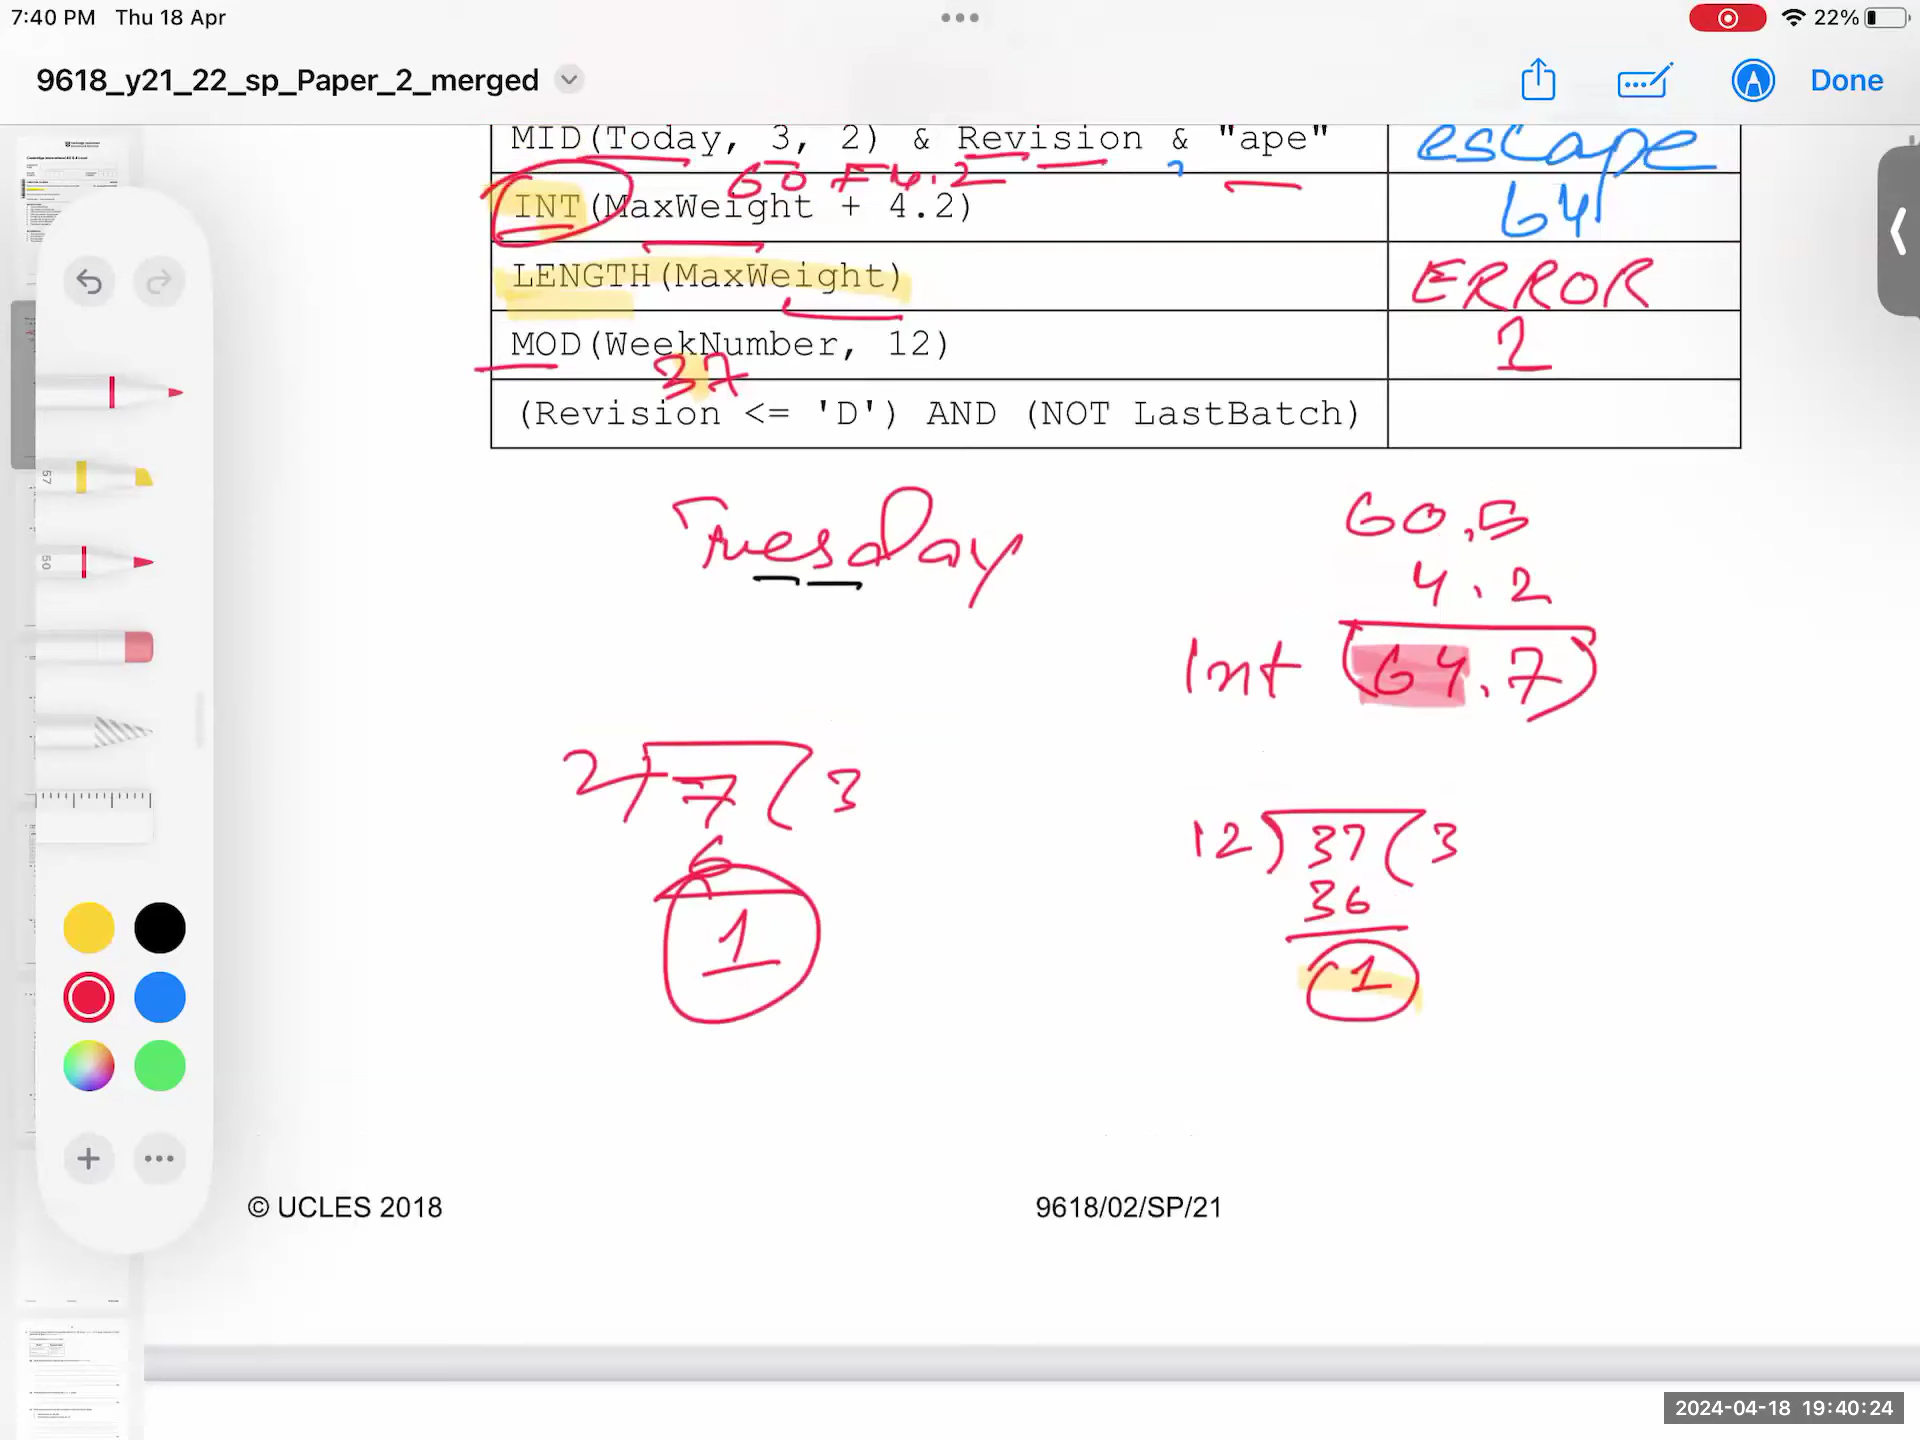 7:40 PM Thu 18 Apr
22%
9618_y21_22_sp_Paper_2_merged
Done
MID(Today, 3, 2) & Revision & "ape"
escape
60 + 4.2
INT(MaxWeight + 4.2)
64
LENGTH(MaxWeight)
ERROR
MOD(WeekNumber, 12)
1
37
(Revision <= 'D') AND (NOT LastBatch)
Tuesday
60.5
4.2
Int (64.7)
2)7(3
6
1
12)37(3
36
1
57
50
© UCLES 2018
9618/02/SP/21
2024-04-18 19:40:24